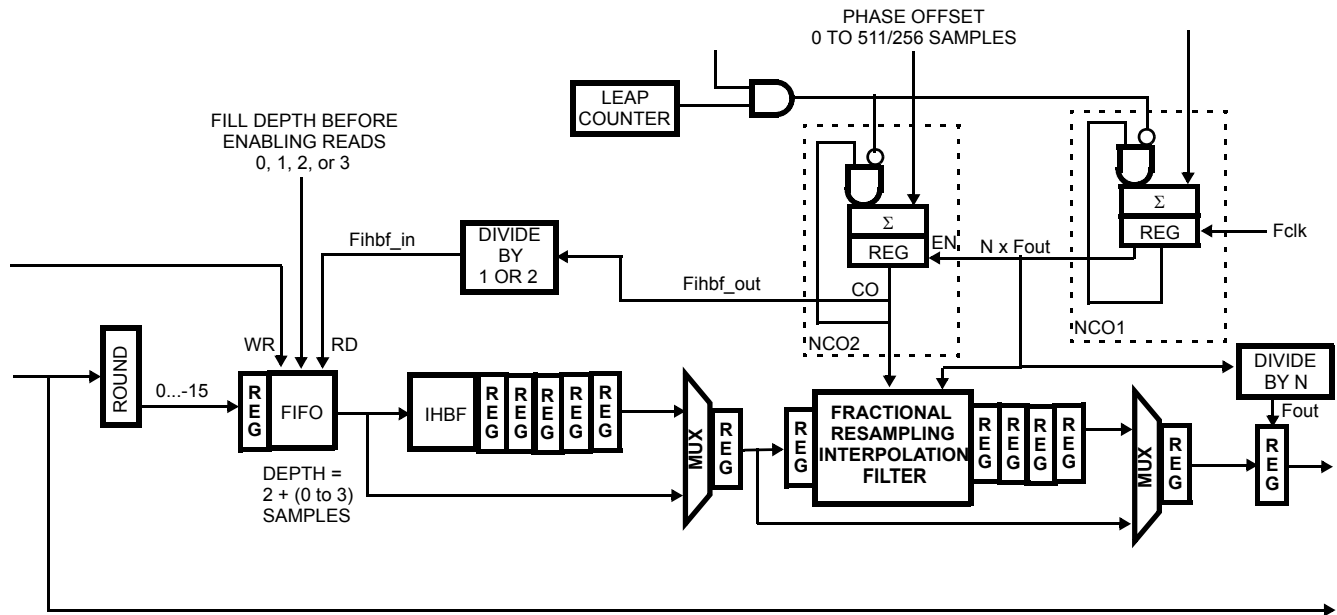 PHASE OFFSET
0 TO 511/256 SAMPLES
LEAP
COUNTER
FILL DEPTH BEFORE
ENABLING READS
0, 1, 2, or 3
Σ
REG
EN
CO
NCO2
Σ
REG
NCO1
Fclk
N x Fout
Fihbf_in
DIVIDE
BY
1 OR 2
Fihbf_out
WR
RD
ROUND
0...-15
REG
FIFO
DEPTH =
2 + (0 to 3)
SAMPLES
IHBF
REG
REG
REG
REG
REG
MUX
REG
REG
FRACTIONAL
RESAMPLING
INTERPOLATION
FILTER
REG
REG
REG
REG
MUX
REG
DIVIDE
BY N
Fout
REG